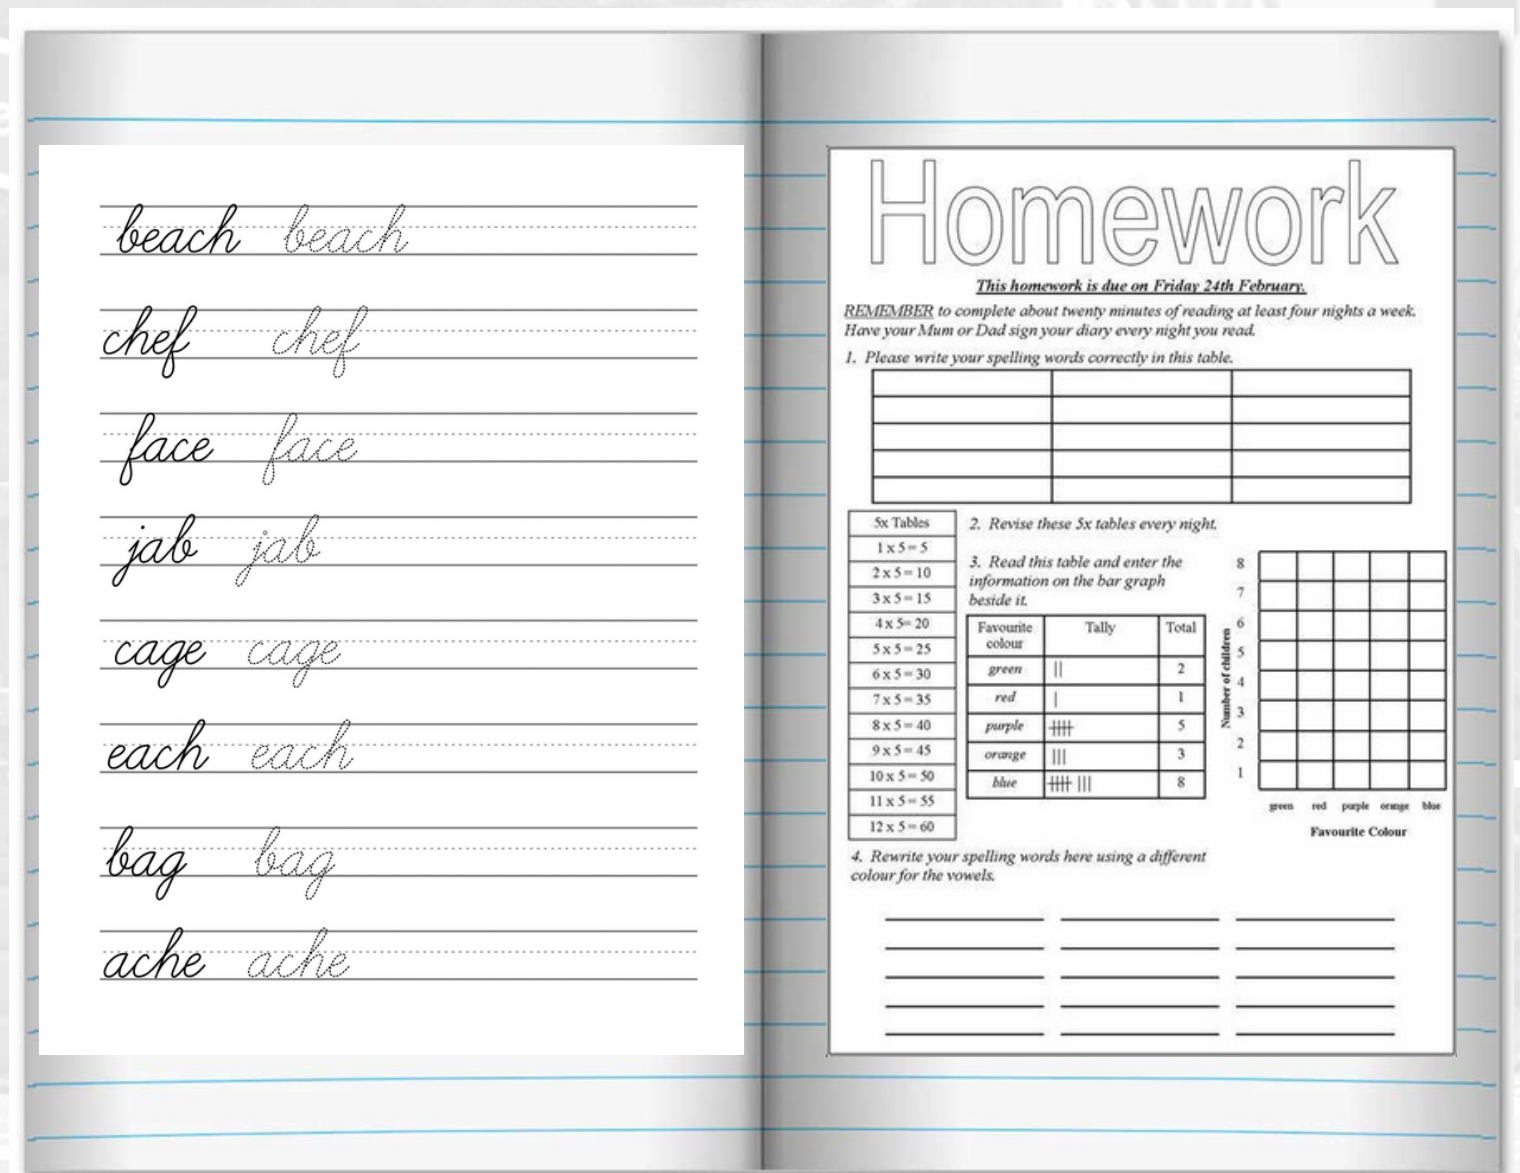 beach beach
chef chef
face face
jab jab
cage cage
each each
bag bag
ache ache
Homework
This homework is due on Friday 24th February.
REMEMBER to complete about twenty minutes of reading at least four nights a week.
Have your Mum or Dad sign your diary every night you read.
1. Please write your spelling words correctly in this table.
5x Tables
1 x 5 = 5
2 x 5 = 10
3 x 5 = 15
4 x 5= 20
5 x 5 = 25
6 x 5 = 30
7 x 5 = 35
8 x 5 = 40
9 x 5 = 45
10 x 5 = 50
11 x 5 = 55
12 x 5 = 60
2. Revise these 5x tables every night.
3. Read this table and enter the
information on the bar graph
beside it.
Favourite colour Tally Total
green || 2
red | 1
purple 5
orange ||| 3
blue 8
Number of children
8
7
6
5
4
3
2
1
green red purple orange blue
Favourite Colour
4. Rewrite your spelling words here using a different
colour for the vowels.